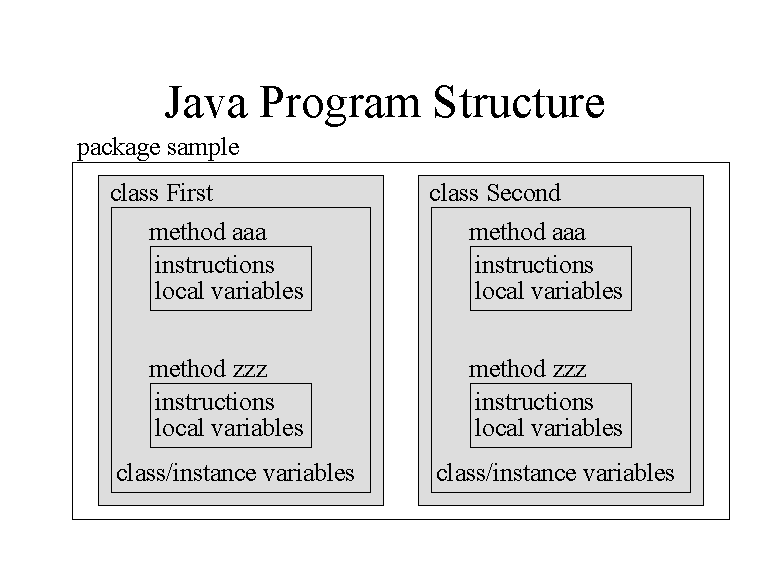 Java Program Structure
package sample
class First
method aaa
instructions
local variables
method zzz
instructions
local variables
class/instance variables
class Second
method aaa
instructions
local variables
method zzz
instructions
local variables
class/instance variables